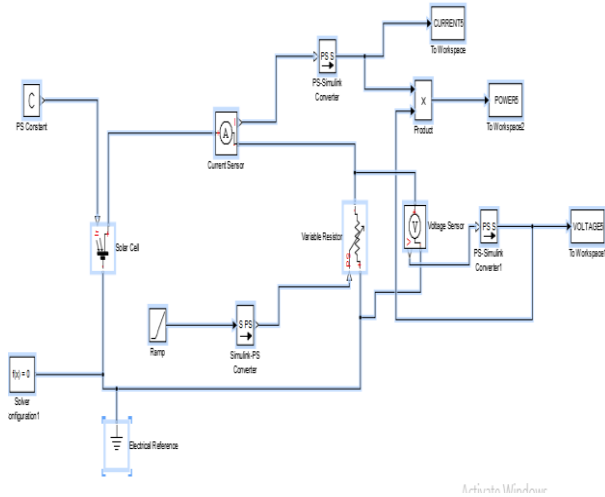 CURRENT5
To Workspace
PS S
PS-Simulink
Converter
C
PS Constant
x
Product
POWER5
To Workspace2
A
Current Sensor
Solar Cell
Variable Resistor
V
Voltage Sensor
PS S
PS-Simulink
Converter1
VOLTAGE5
To Workspace1
Ramp
S PS
Simulink-PS
Converter
f(x) = 0
Solver
onfiguration1
Electrical Reference
Activate Windows